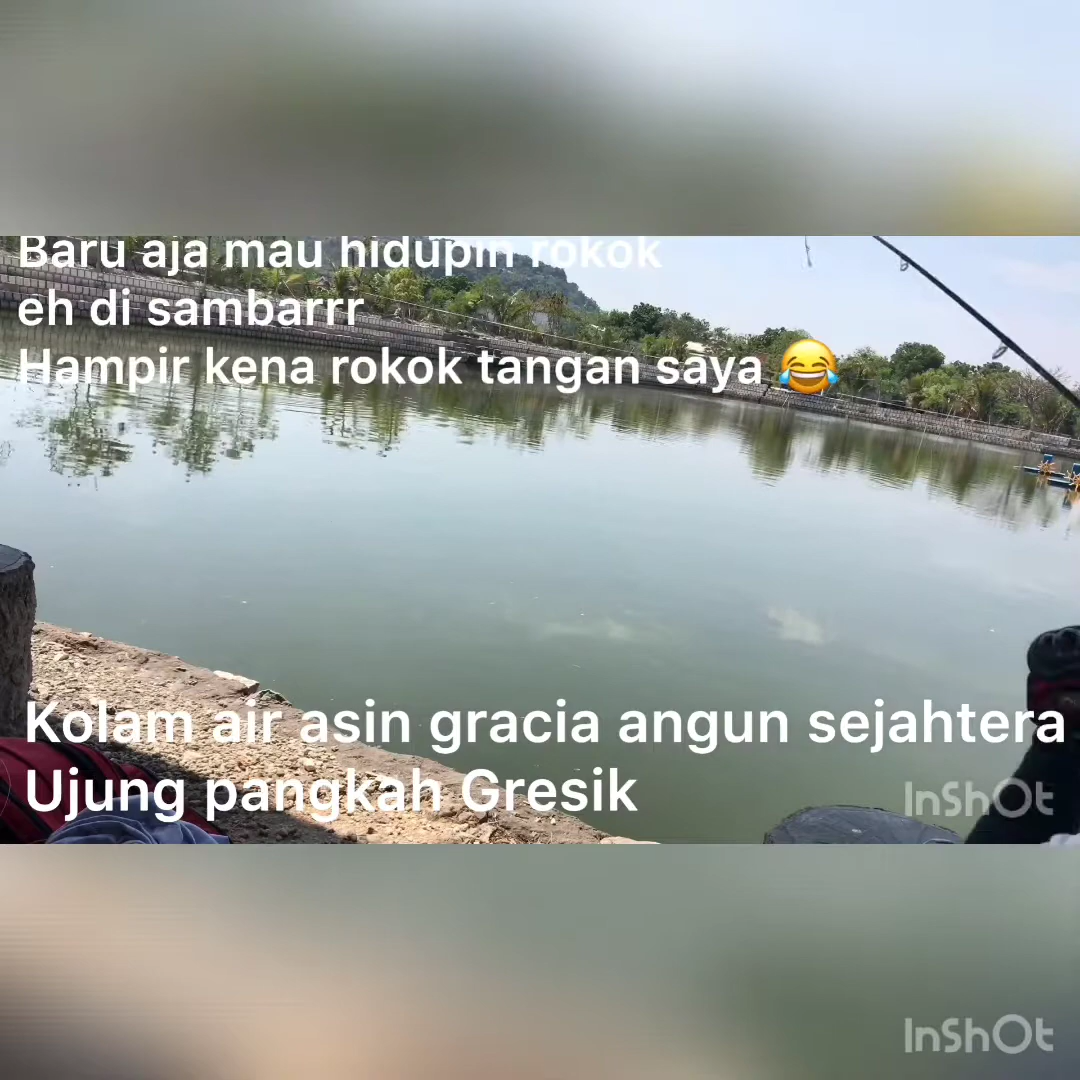 Baru aja mau hidupin rokok
eh di sambarrr
Hampir kena rokok tangan saya 😂
Kolam air asin gracia angun sejahtera
Ujung pangkah Gresik
InShOt
InShOt